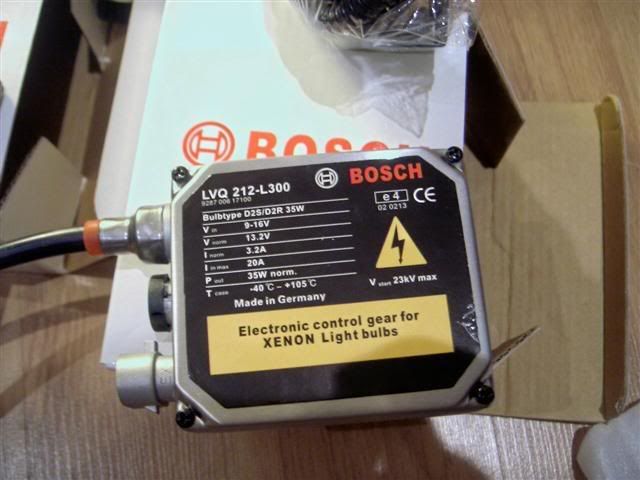 BOSCH
LVQ 212-L300
BOSCH
9287 006 17100
Bulbtype D2S/D2R 35W
V in 9-16V
V norm 13.2V
I norm 3.2A
I in max 20A
P out 35W norm.
T case -40°C - +105°C
Made in Germany
e4 CE
02 0213
V start 23kV max
Electronic control gear for
XENON Light bulbs